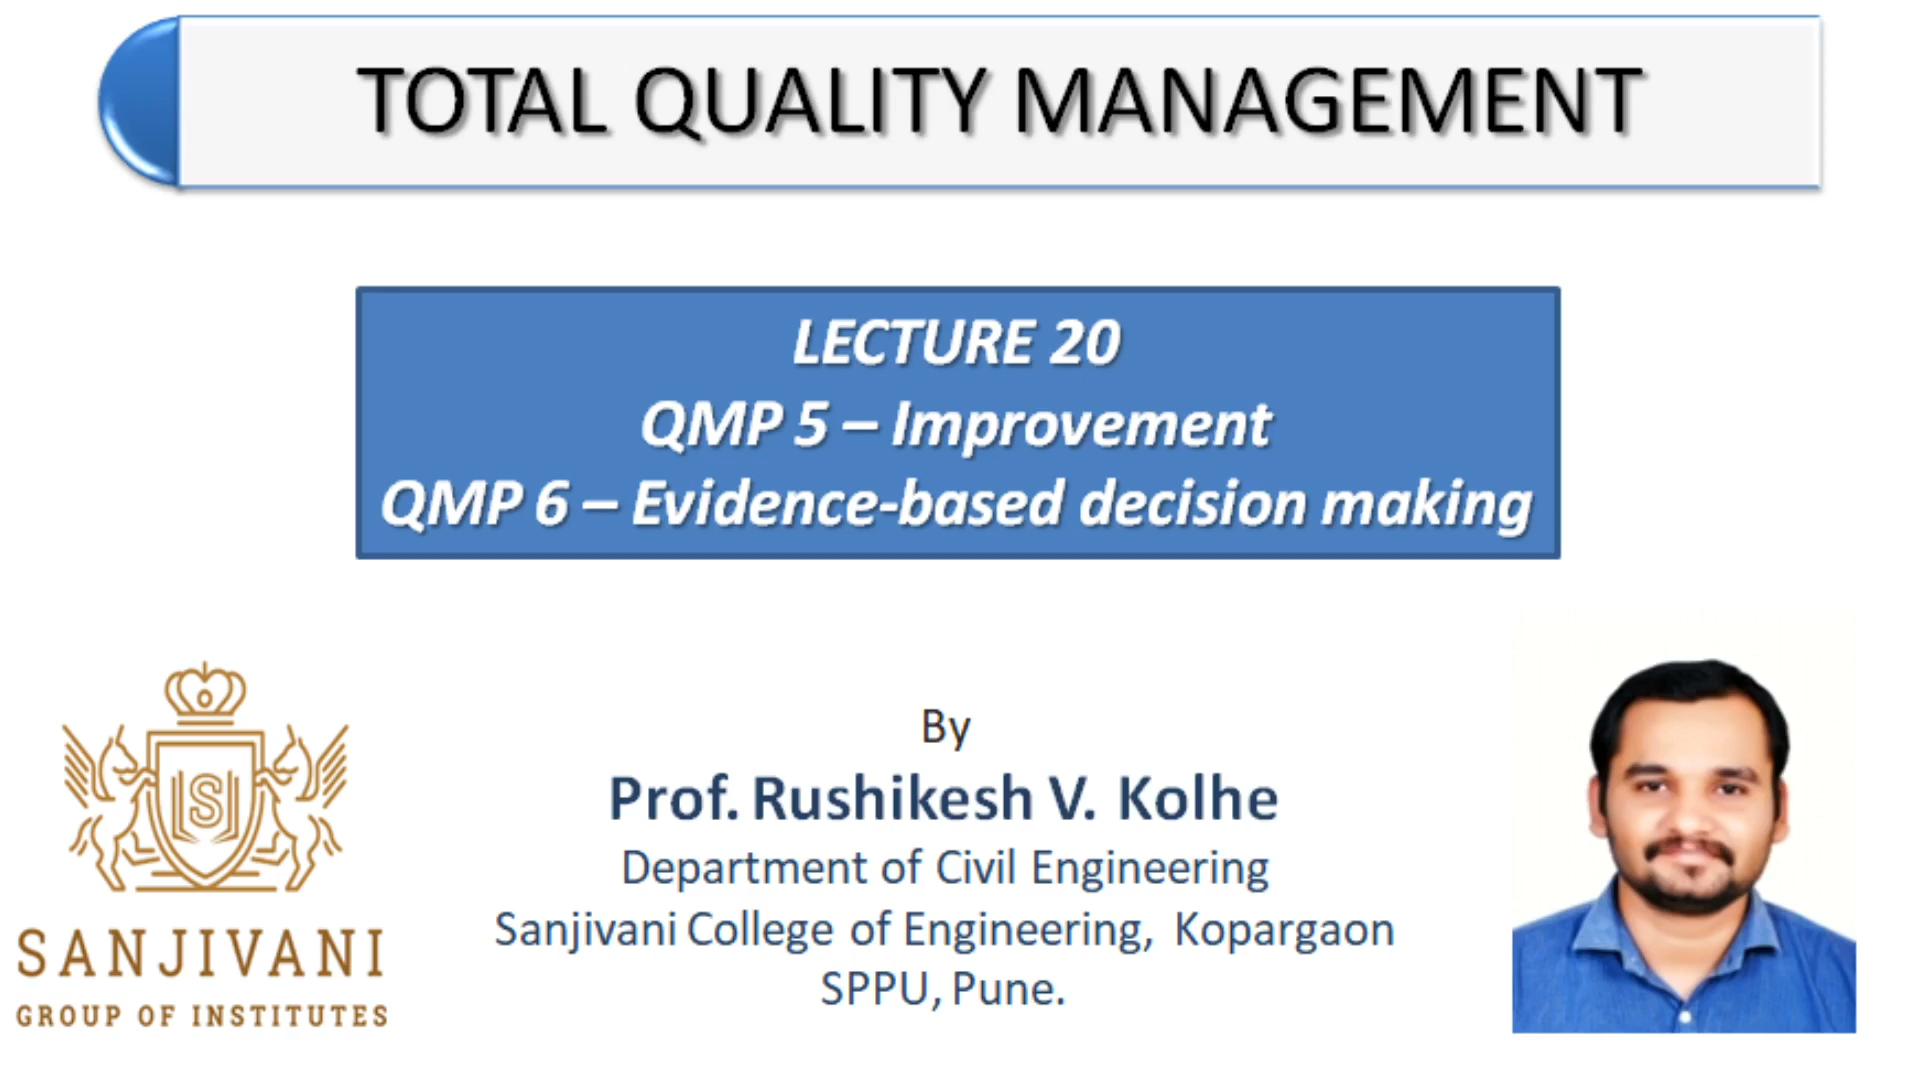 TOTAL QUALITY MANAGEMENT
LECTURE 20
QMP 5 – Improvement
QMP 6 – Evidence-based decision making
S
SANJIVANI
GROUP OF INSTITUTES
By
Prof. Rushikesh V. Kolhe
Department of Civil Engineering
Sanjivani College of Engineering, Kopargaon
SPPU, Pune.